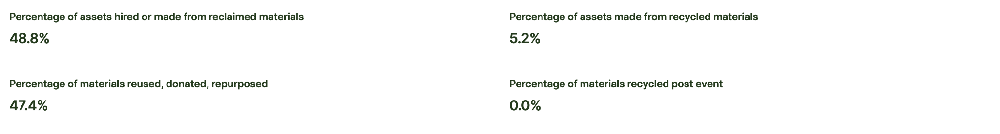 Percentage of assets hired or made from reclaimed materials
48.8%
Percentage of assets made from recycled materials
5.2%
Percentage of materials reused, donated, repurposed
47.4%
Percentage of materials recycled post event
0.0%